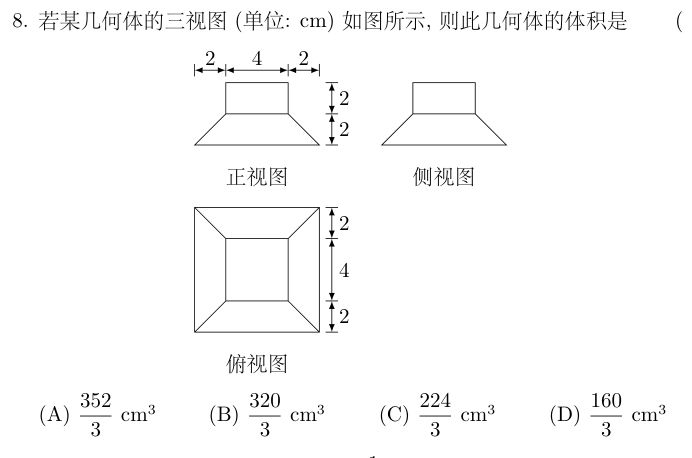 8. 若某几何体的三视图 (单位: cm) 如图所示, 则此几何体的体积是 (
2 4 2
2
2
正视图 侧视图
2
4
2
俯视图
(A) 352/3 cm³ (B) 320/3 cm³ (C) 224/3 cm³ (D) 160/3 cm³